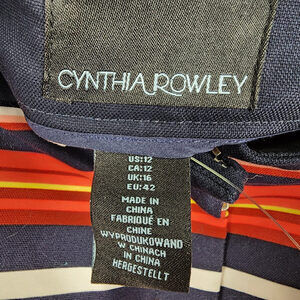 CYNTHIA ROWLEY
US:12
CA:12
UK:16
EU:42
MADE IN
CHINA
FABRIQUÉ EN
CHINE
WYPRODUKOWANO
W CHINACH
IN CHINA
HERGESTELLT